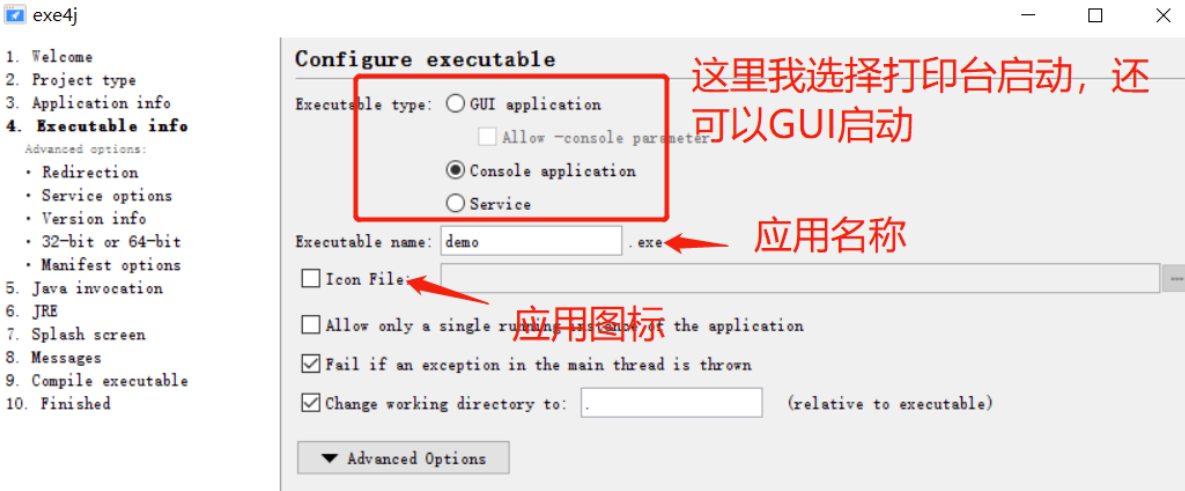 exe4j
1. Welcome
2. Project type
3. Application info
4. Executable info
Advanced options:
· Redirection
· Service options
· Version info
· 32-bit or 64-bit
· Manifest options
5. Java invocation
6. JRE
7. Splash screen
8. Messages
9. Compile executable
10. Finished
Configure executable
这里我选择打印台启动，还
可以GUI启动
Executable type: GUI application
Allow -console parameter
Console application
Service
Executable name: demo .exe
应用名称
Icon File: ...
应用图标
Allow only a single running instance of the application
Fail if an exception in the main thread is thrown
Change working directory to: . (relative to executable)
Advanced Options